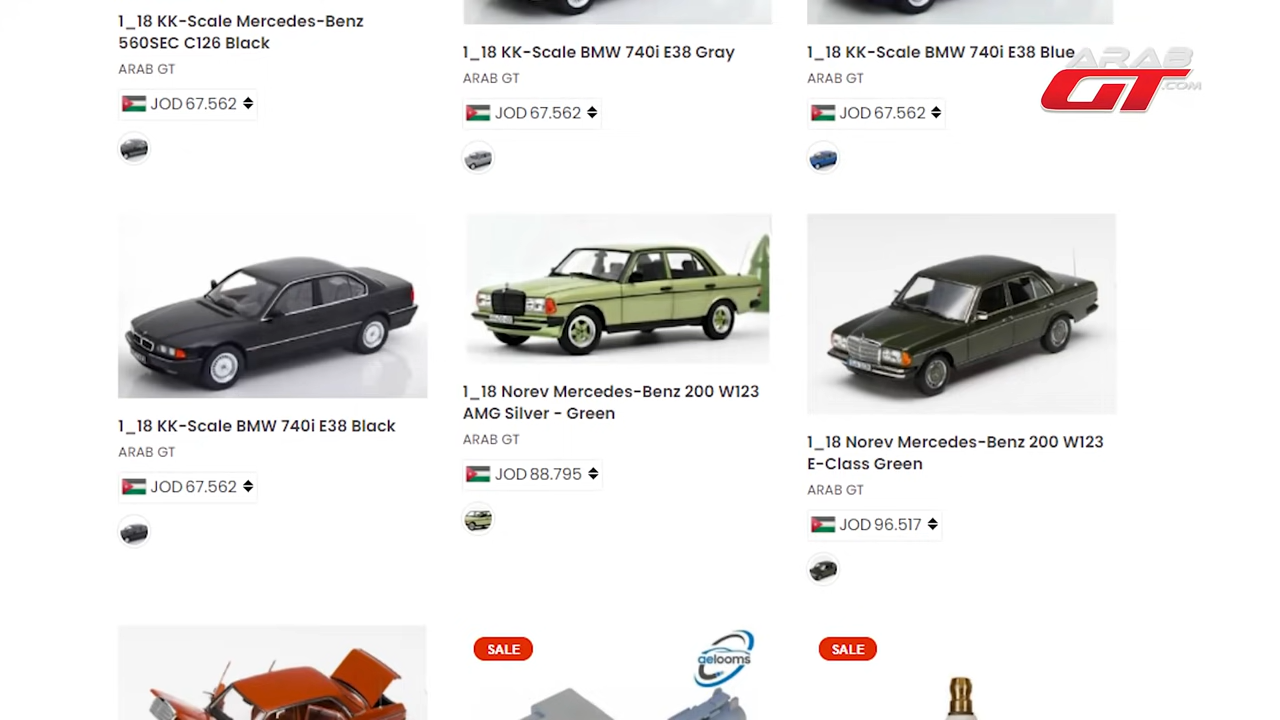 1_18 KK-Scale Mercedes-Benz
560SEC C126 Black
ARAB GT
JOD 67.562
1_18 KK-Scale BMW 740i E38 Gray
ARAB GT
JOD 67.562
1_18 KK-Scale BMW 740i E38 Blue
ARAB GT
JOD 67.562
ARAB
GT.COM
1_18 KK-Scale BMW 740i E38 Black
ARAB GT
JOD 67.562
1_18 Norev Mercedes-Benz 200 W123
AMG Silver - Green
ARAB GT
JOD 88.795
1_18 Norev Mercedes-Benz 200 W123
E-Class Green
ARAB GT
JOD 96.517
SALE
aelooms
SALE